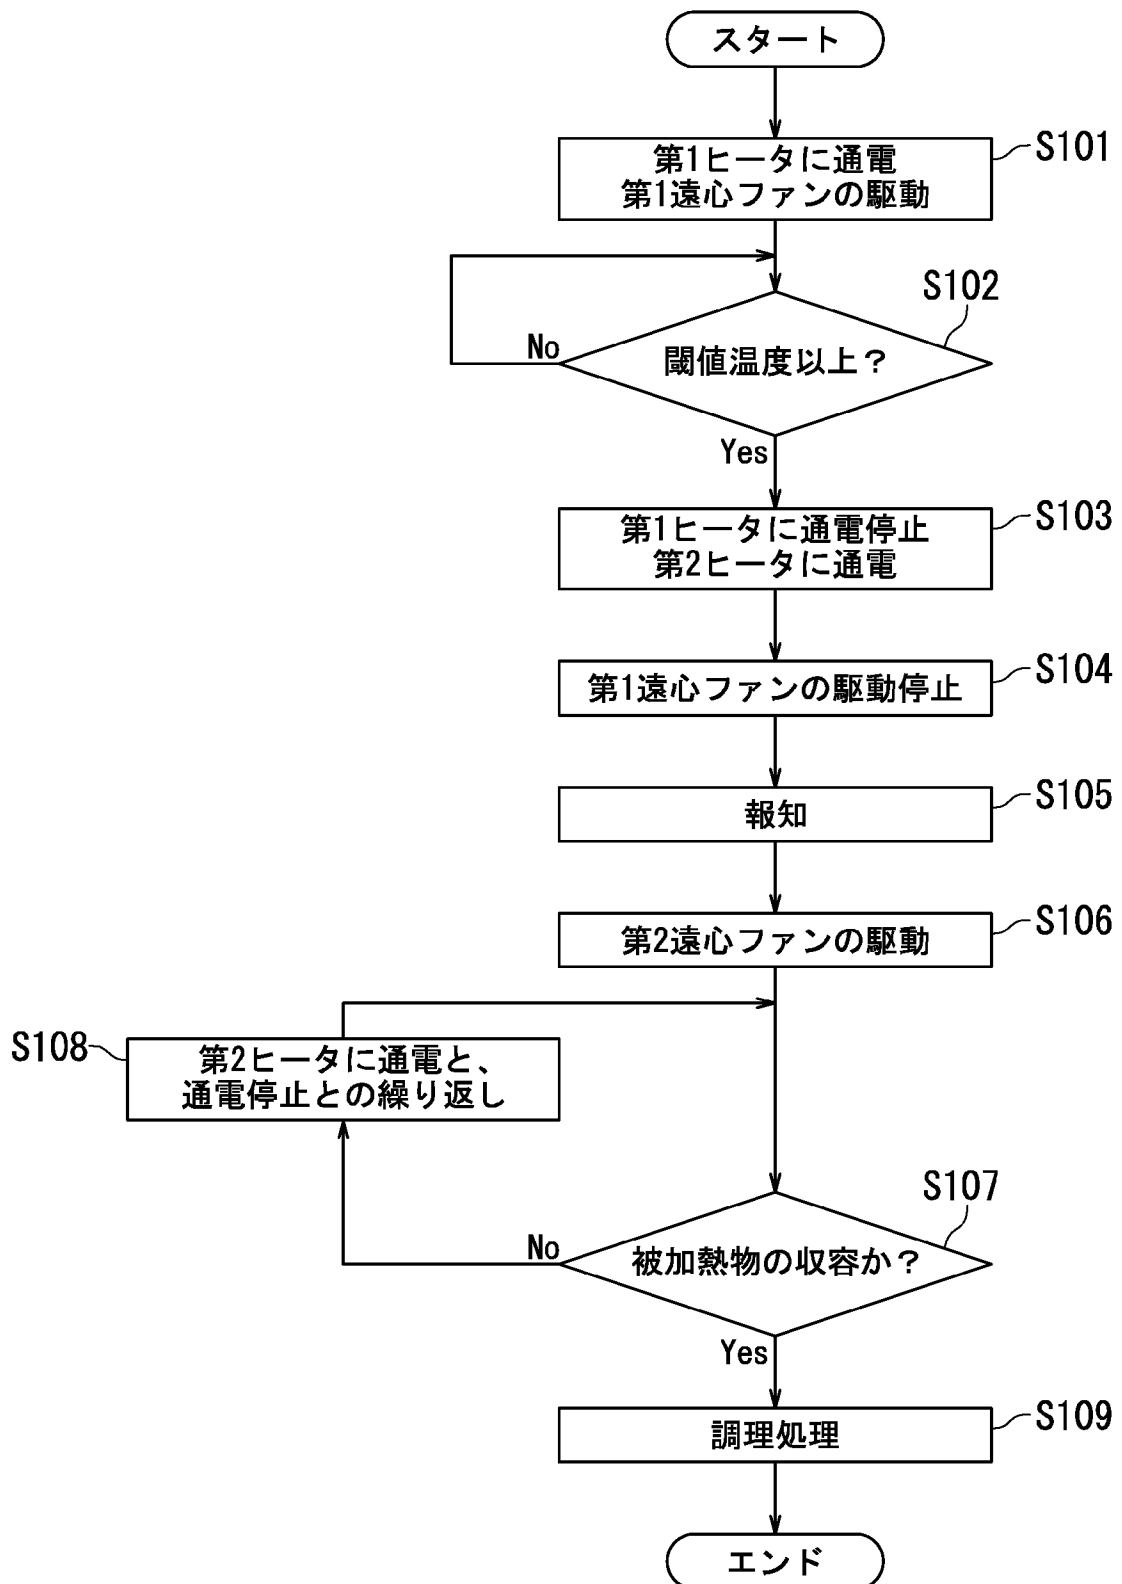 スタート
S101
第1ヒータに通電
第1遠心ファンの駆動
S102
閾値温度以上？
No
Yes
S103
第1ヒータに通電停止
第2ヒータに通電
S104
第1遠心ファンの駆動停止
S105
報知
S106
第2遠心ファンの駆動
S108
第2ヒータに通電と、
通電停止との繰り返し
S107
被加熱物の収容か？
No
Yes
S109
調理処理
エンド